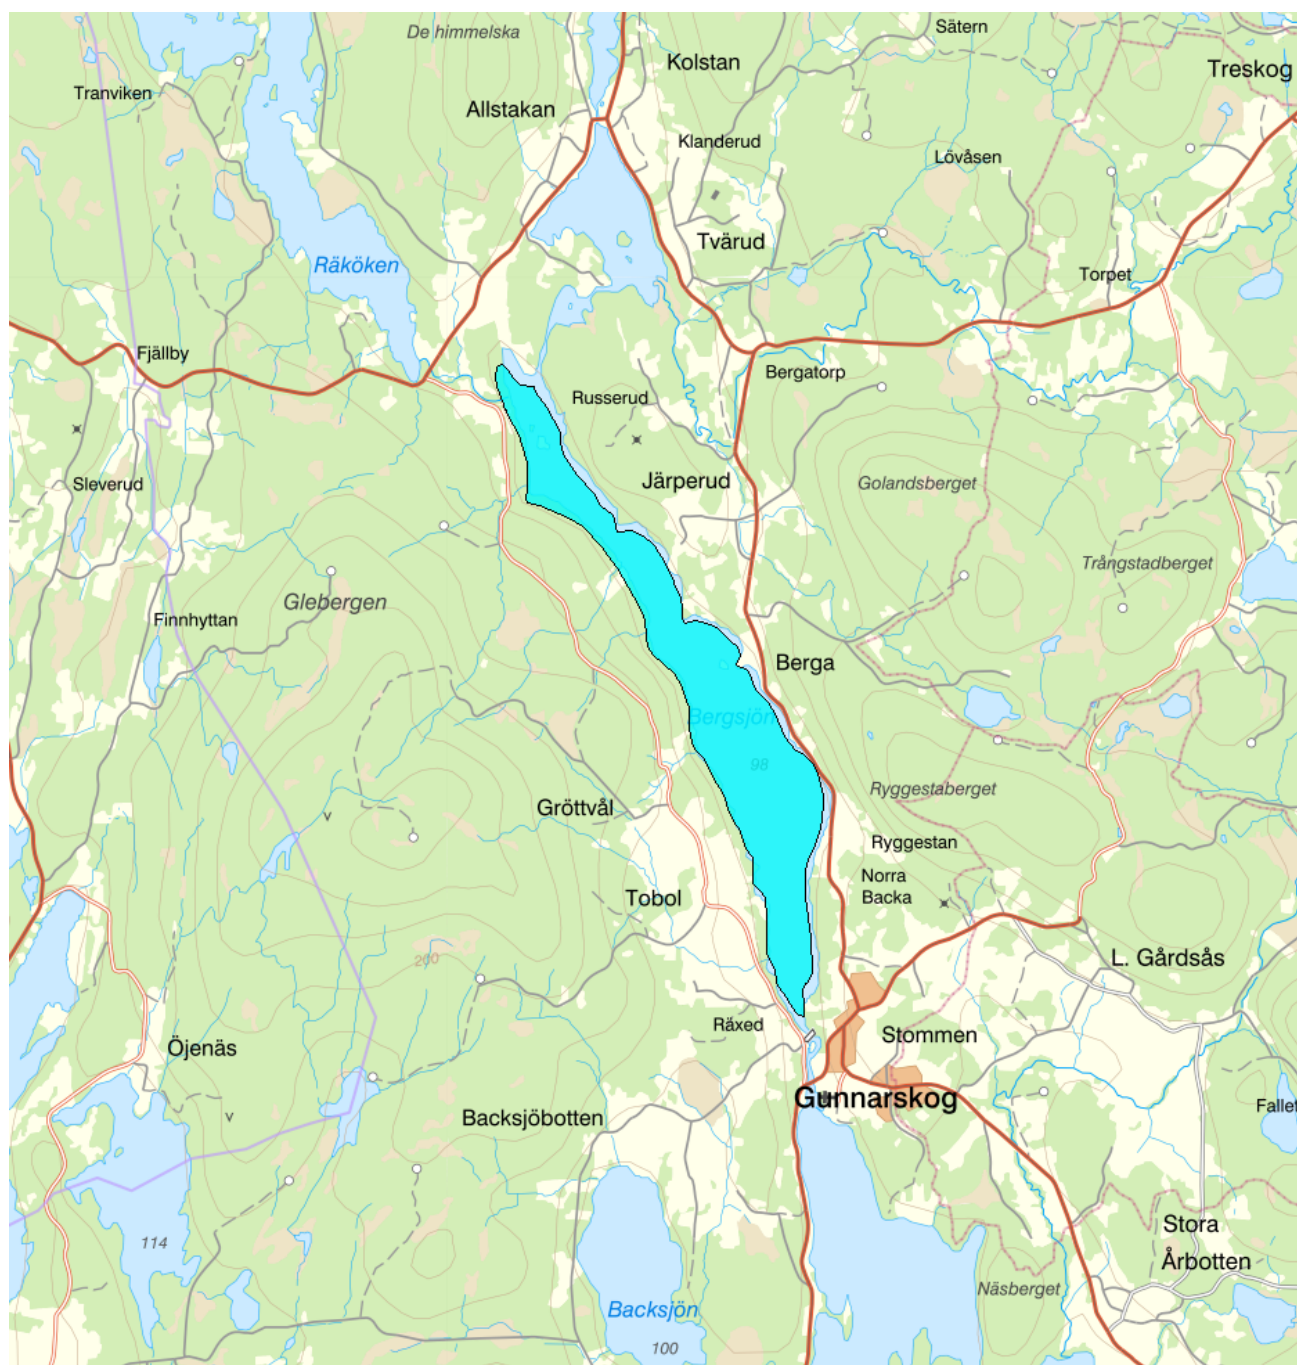 De himmelska
Sätern
Kolstan
Treskog
Tranviken
Allstakan
Klanderud
Lövåsen
Tvärud
Räköken
Torpet
Fjällby
Bergatorp
Russerud
Järperud
Golandsberget
Sleverud
Trångstadberget
Glebergen
Finnhyttan
Berga
Bergsjön
98
Ryggestaberget
Gröttvål
Ryggestan
Norra
Backa
Tobol
200
L. Gårdsås
Räxed
Stommen
Öjenäs
Gunnarskog
Backsjöbotten
Fallet
Stora
Årbotten
114
Näsberget
Backsjön
100